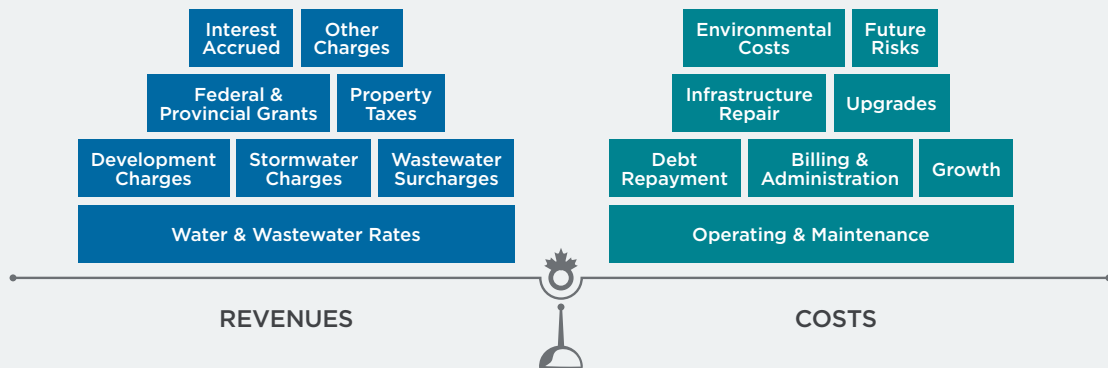 Interest
Accrued
Other
Charges
Federal &
Provincial Grants
Property
Taxes
Development
Charges
Stormwater
Charges
Wastewater
Surcharges
Water & Wastewater Rates
REVENUES
Environmental
Costs
Future
Risks
Infrastructure
Repair
Upgrades
Debt
Repayment
Billing &
Administration
Growth
Operating & Maintenance
COSTS